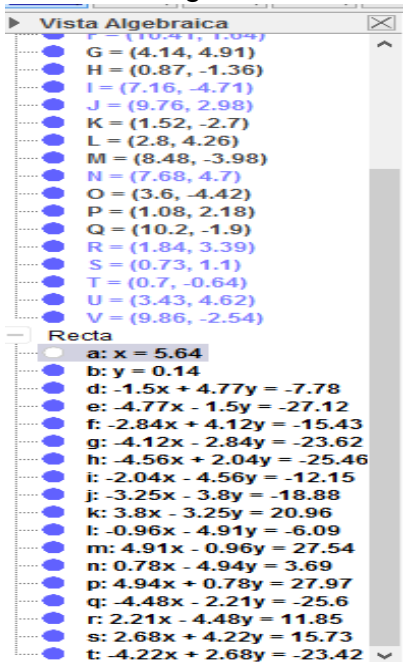 Vista Algebraica
F = (10.41, 1.64)
G = (4.14, 4.91)
H = (0.87, -1.36)
I = (7.16, -4.71)
J = (9.76, 2.98)
K = (1.52, -2.7)
L = (2.8, 4.26)
M = (8.48, -3.98)
N = (7.68, 4.7)
O = (3.6, -4.42)
P = (1.08, 2.18)
Q = (10.2, -1.9)
R = (1.84, 3.39)
S = (0.73, 1.1)
T = (0.7, -0.64)
U = (3.43, 4.62)
V = (9.86, -2.54)
Recta
a: x = 5.64
b: y = 0.14
d: -1.5x + 4.77y = -7.78
e: -4.77x - 1.5y = -27.12
f: -2.84x + 4.12y = -15.43
g: -4.12x - 2.84y = -23.62
h: -4.56x + 2.04y = -25.46
i: -2.04x - 4.56y = -12.15
j: -3.25x - 3.8y = -18.88
k: 3.8x - 3.25y = 20.96
l: -0.96x - 4.91y = -6.09
m: 4.91x - 0.96y = 27.54
n: 0.78x - 4.94y = 3.69
p: 4.94x + 0.78y = 27.97
q: -4.48x - 2.21y = -25.6
r: 2.21x - 4.48y = 11.85
s: 2.68x + 4.22y = 15.73
t: -4.22x + 2.68y = -23.42